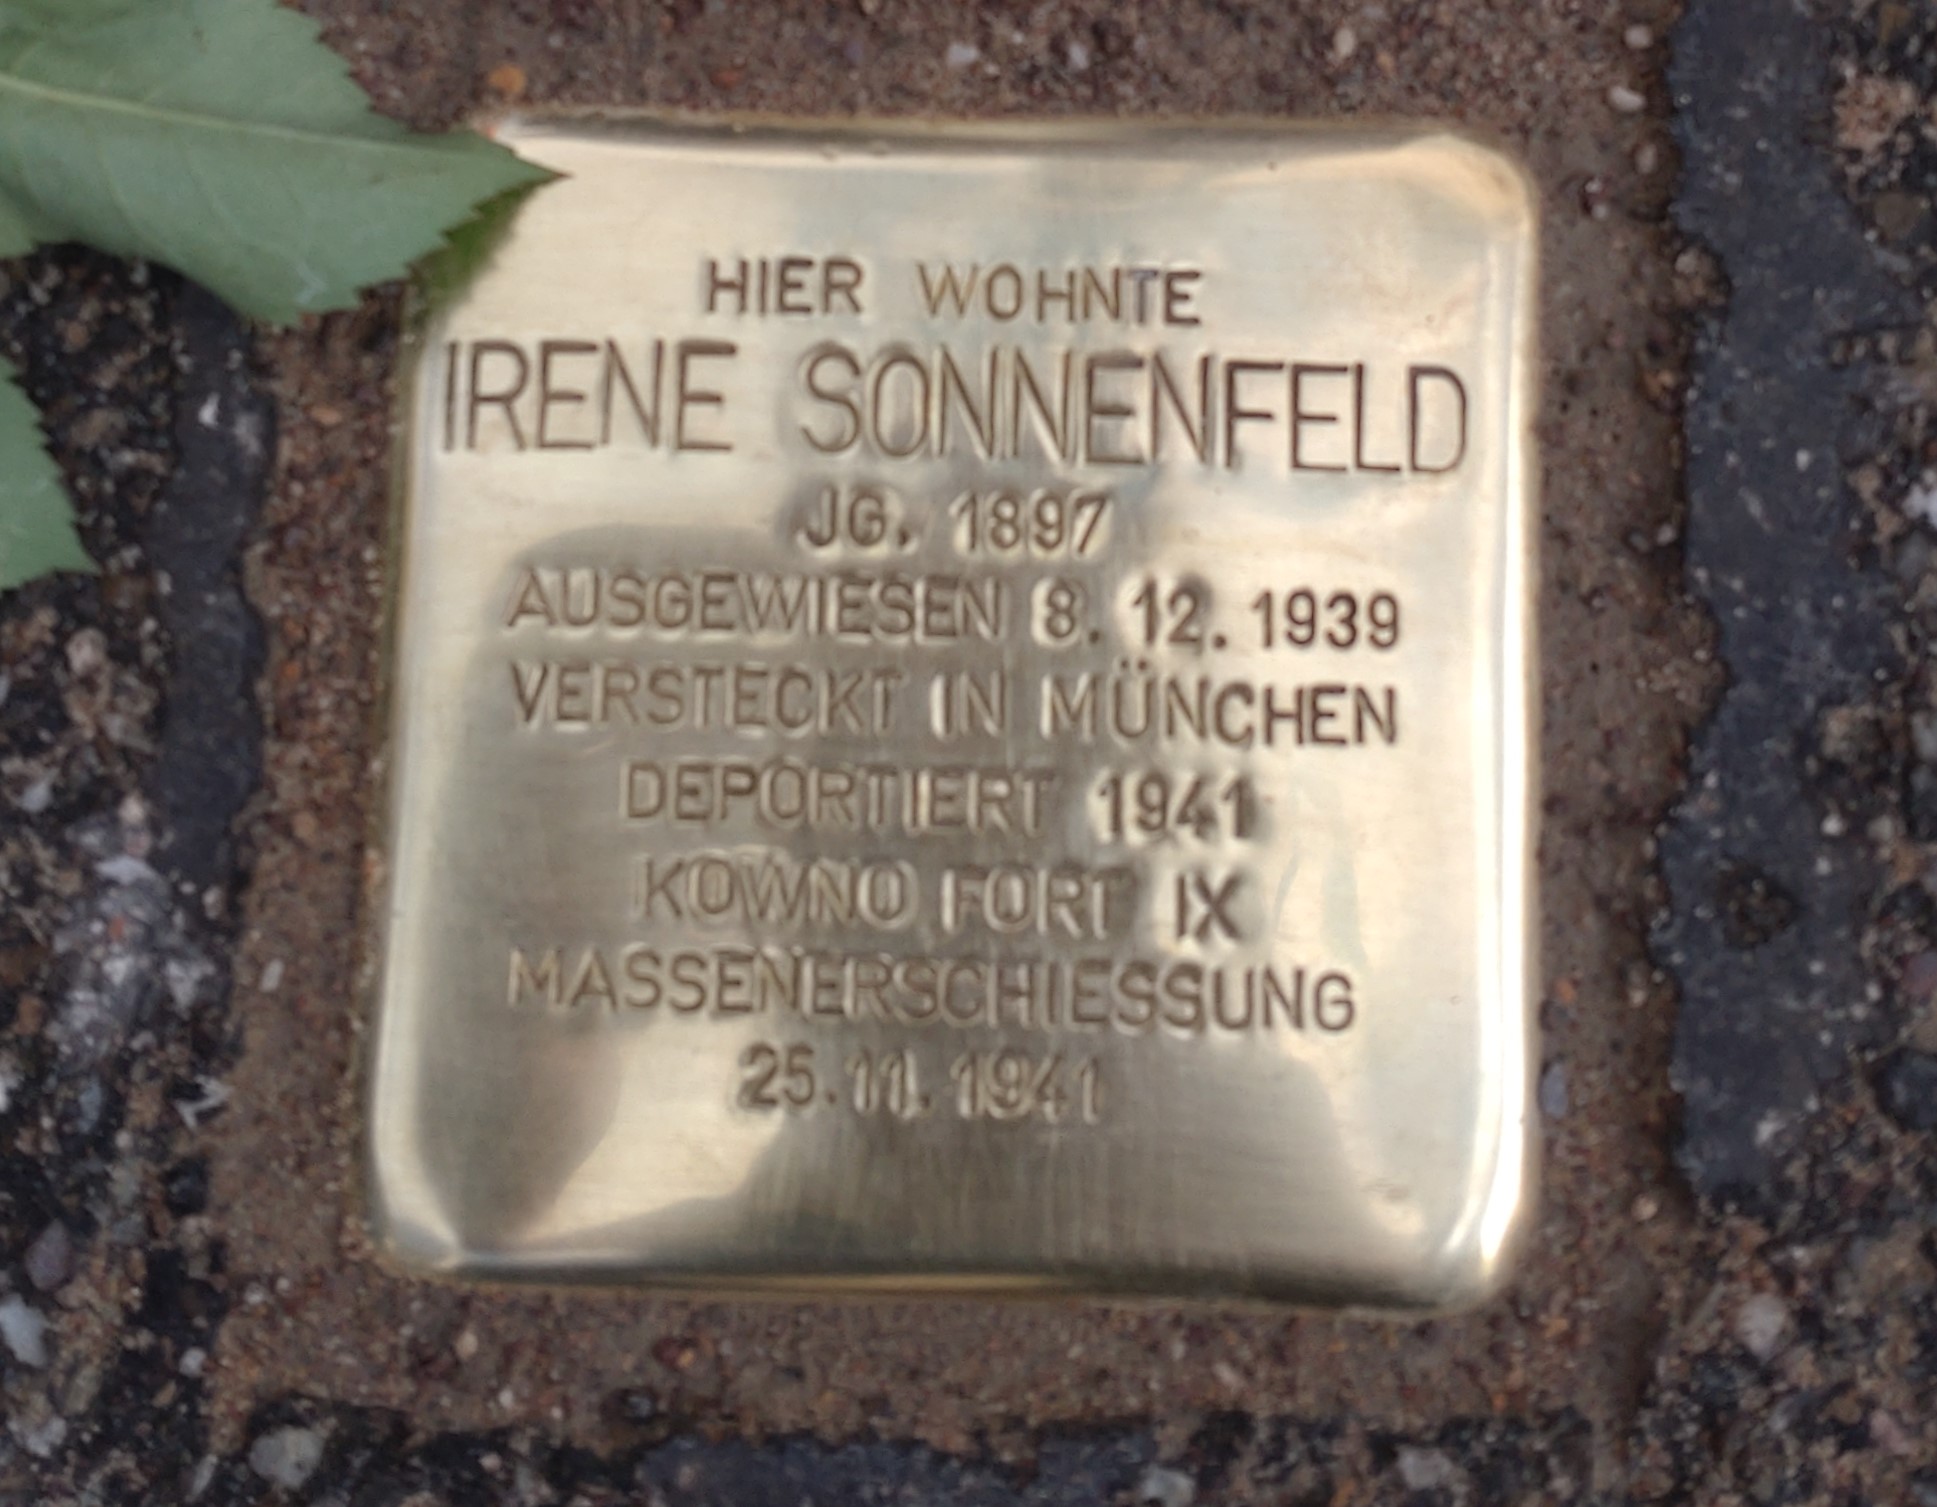 HIER WOHNTE
IRENE SONNENFELD
JG. 1897
AUSGEWIESEN 8.12.1939
VERSTECKT IN MÜNCHEN
DEPORTIERT 1941
KOWNO FORT IX
MASSENERSCHIESSUNG
25.11.1941